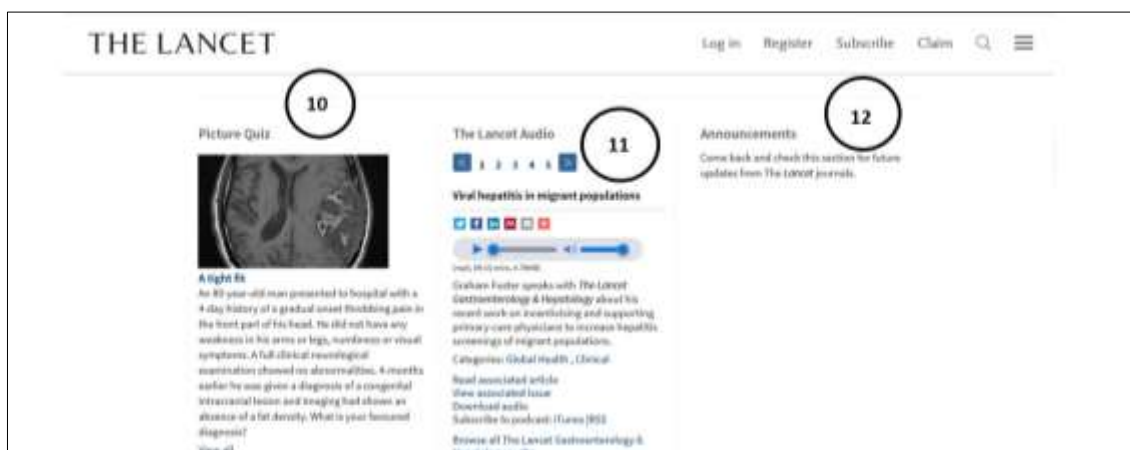 THE LANCET
Log in Register Subscribe Claim
10
11
12
Picture Quiz
A tight fit
An 80-year-old man presented to hospital with a
4-day history of a gradual onset throbbing pain in
the front part of his head. He did not have any
weakness in his arms or legs, numbness or visual
symptoms. A full clinical neurological
examination showed no abnormalities. 4 months
earlier he was given a diagnosis of a congenital
intracranial lesion and imaging had shown an
absence of a fat density. What is your favoured
diagnosis?
The Lancet Audio
1 2 3 4 5
Viral hepatitis in migrant populations
Graham Foster speaks with The Lancet
Gastroenterology & Hepatology about his
recent work on incentivising and supporting
primary-care physicians to increase hepatitis
screenings of migrant populations.
Categories: Global Health , Clinical
Read associated article
View associated issue
Download audio
Subscribe to podcast: iTunes |RSS
Browse all The Lancet Gastroenterology &
Announcements
Come back and check this section for future
updates from The Lancet journals.